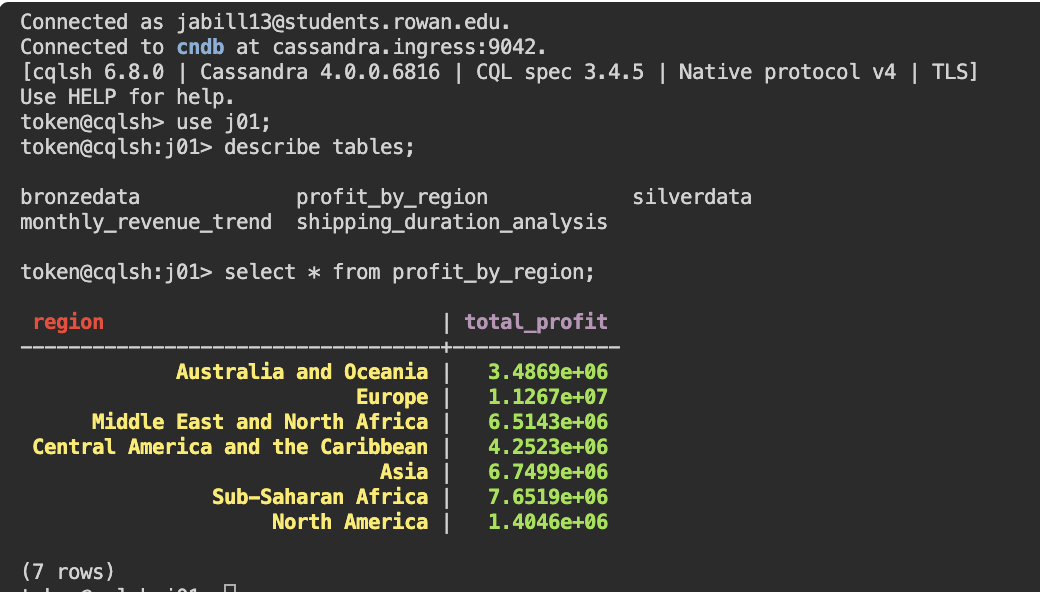 Connected as jabill13@students.rowan.edu.
Connected to cndb at cassandra.ingress:9042.
[cqlsh 6.8.0 | Cassandra 4.0.0.6816 | CQL spec 3.4.5 | Native protocol v4 | TLS]
Use HELP for help.
token@cqlsh> use j01;
token@cqlsh:j01> describe tables;
bronzedata profit_by_region silverdata
monthly_revenue_trend shipping_duration_analysis
token@cqlsh:j01> select * from profit_by_region;
region | total_profit
Australia and Oceania | 3.4869e+06
Europe | 1.1267e+07
Middle East and North Africa | 6.5143e+06
Central America and the Caribbean | 4.2523e+06
Asia | 6.7499e+06
Sub-Saharan Africa | 7.6519e+06
North America | 1.4046e+06
(7 rows)